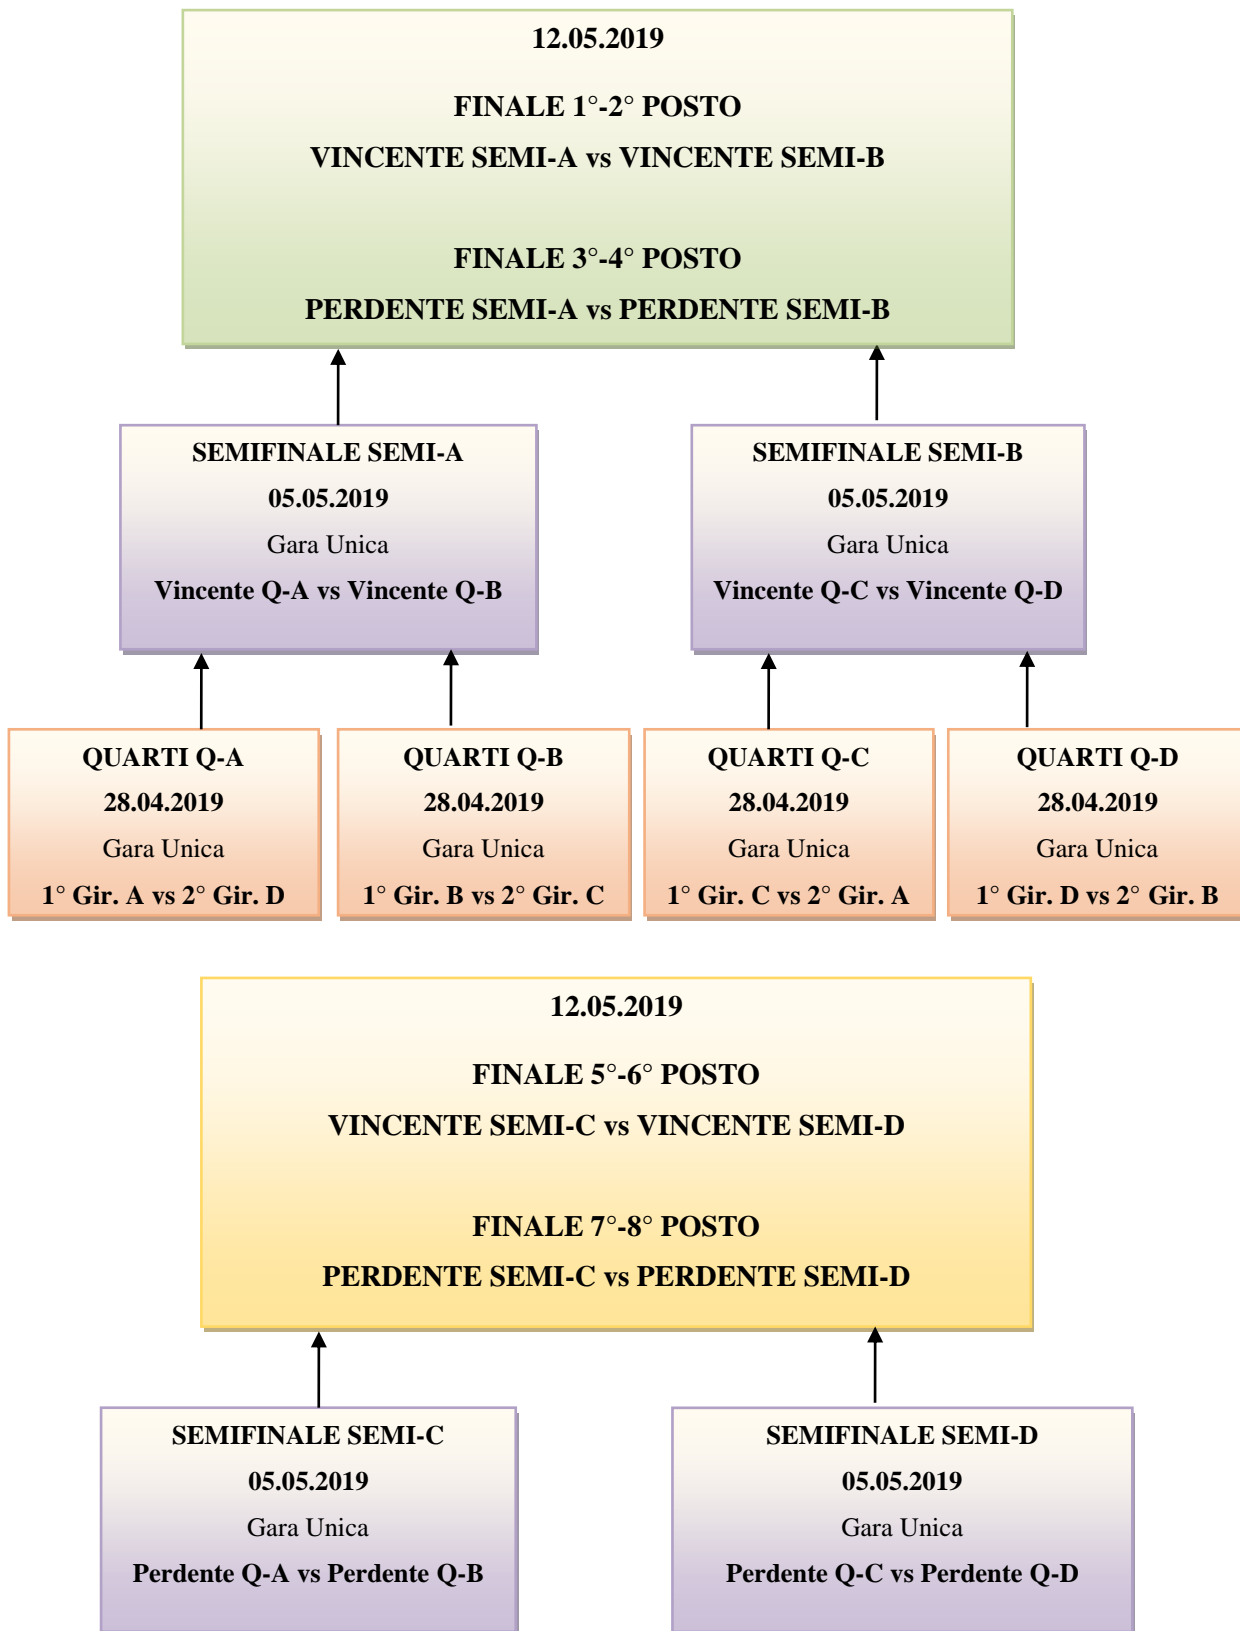 12.05.2019
FINALE 1°-2° POSTO
VINCENTE SEMI-A vs VINCENTE SEMI-B
FINALE 3°-4° POSTO
PERDENTE SEMI-A vs PERDENTE SEMI-B
SEMIFINALE SEMI-A
05.05.2019
Gara Unica
Vincente Q-A vs Vincente Q-B
SEMIFINALE SEMI-B
05.05.2019
Gara Unica
Vincente Q-C vs Vincente Q-D
QUARTI Q-A
28.04.2019
Gara Unica
1° Gir. A vs 2° Gir. D
QUARTI Q-B
28.04.2019
Gara Unica
1° Gir. B vs 2° Gir. C
QUARTI Q-C
28.04.2019
Gara Unica
1° Gir. C vs 2° Gir. A
QUARTI Q-D
28.04.2019
Gara Unica
1° Gir. D vs 2° Gir. B
12.05.2019
FINALE 5°-6° POSTO
VINCENTE SEMI-C vs VINCENTE SEMI-D
FINALE 7°-8° POSTO
PERDENTE SEMI-C vs PERDENTE SEMI-D
SEMIFINALE SEMI-C
05.05.2019
Gara Unica
Perdente Q-A vs Perdente Q-B
SEMIFINALE SEMI-D
05.05.2019
Gara Unica
Perdente Q-C vs Perdente Q-D